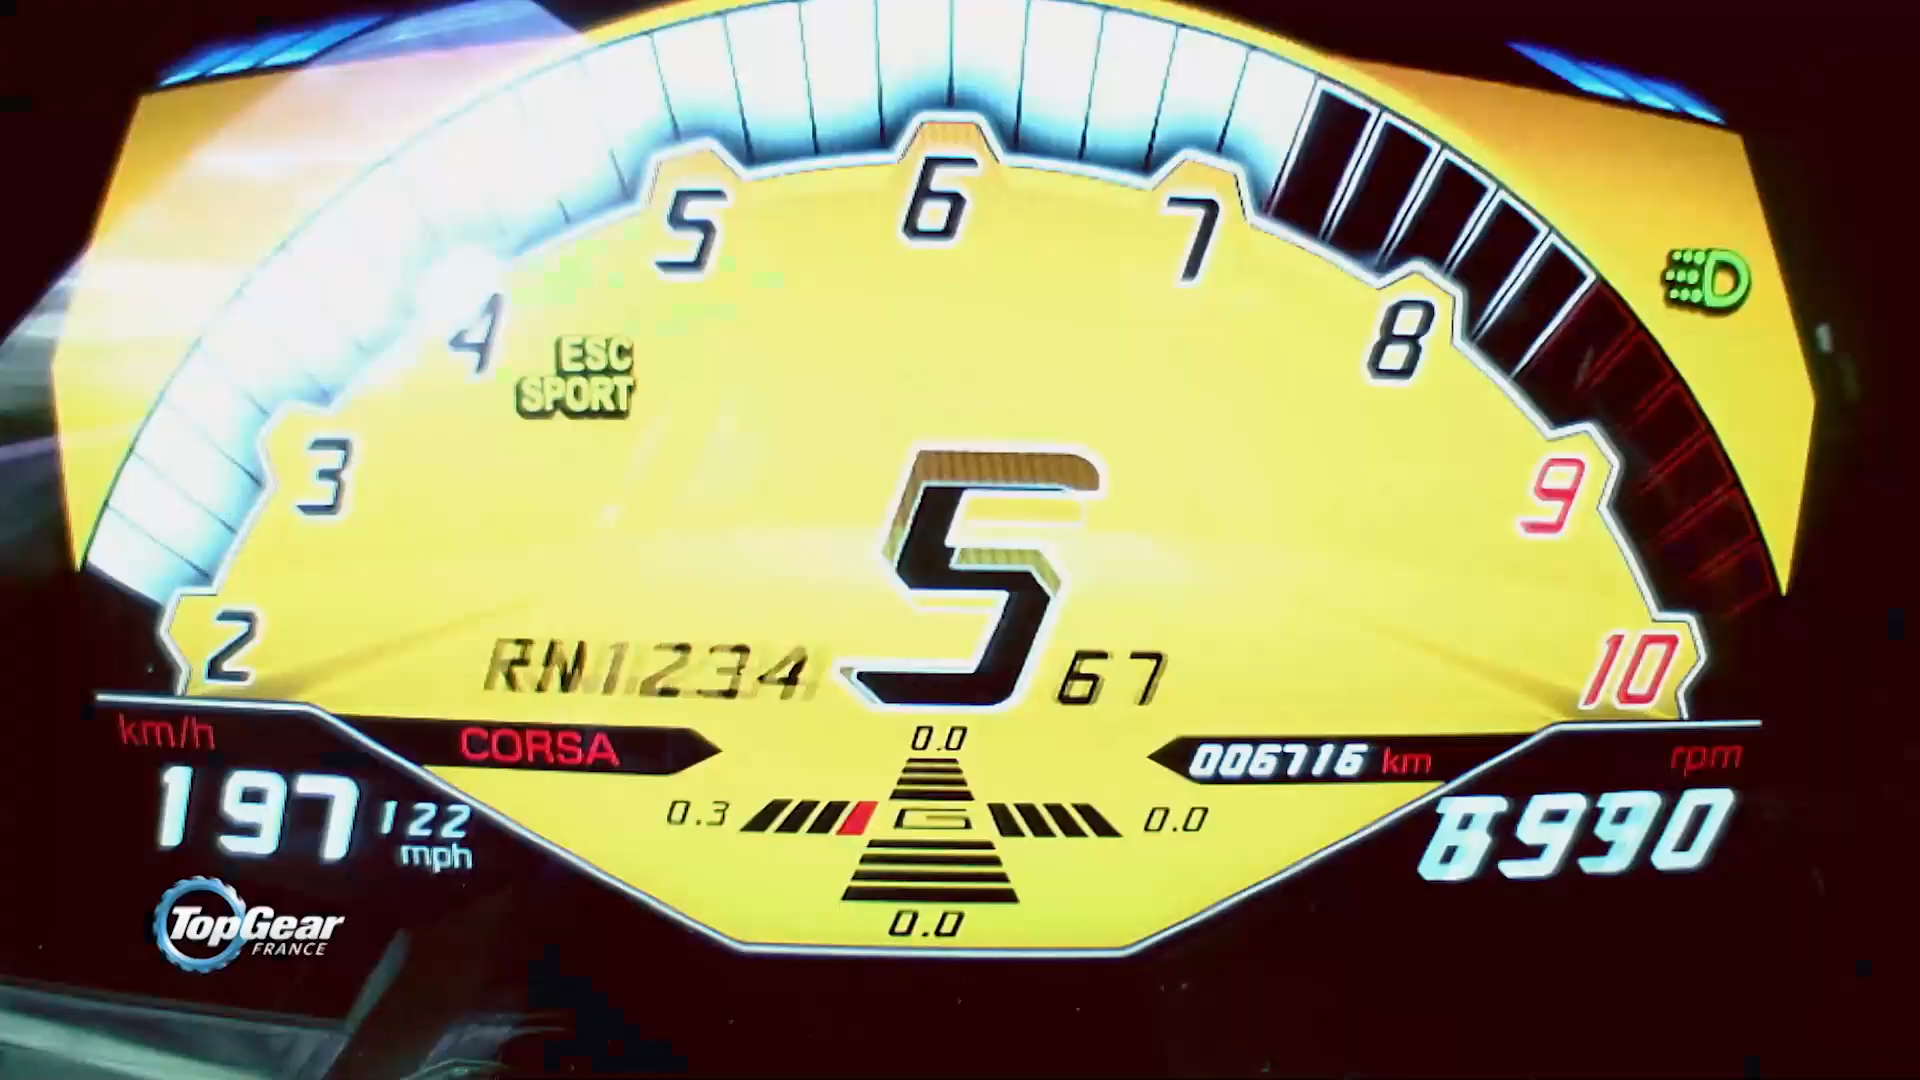 5 6 7
4 8
ESC
SPORT
3 9
2 10
RN1234 5 67
km/h CORSA 0.0 006716 km rpm
197 122 mph
0.3 G 0.0
0.0
TopGear
FRANCE